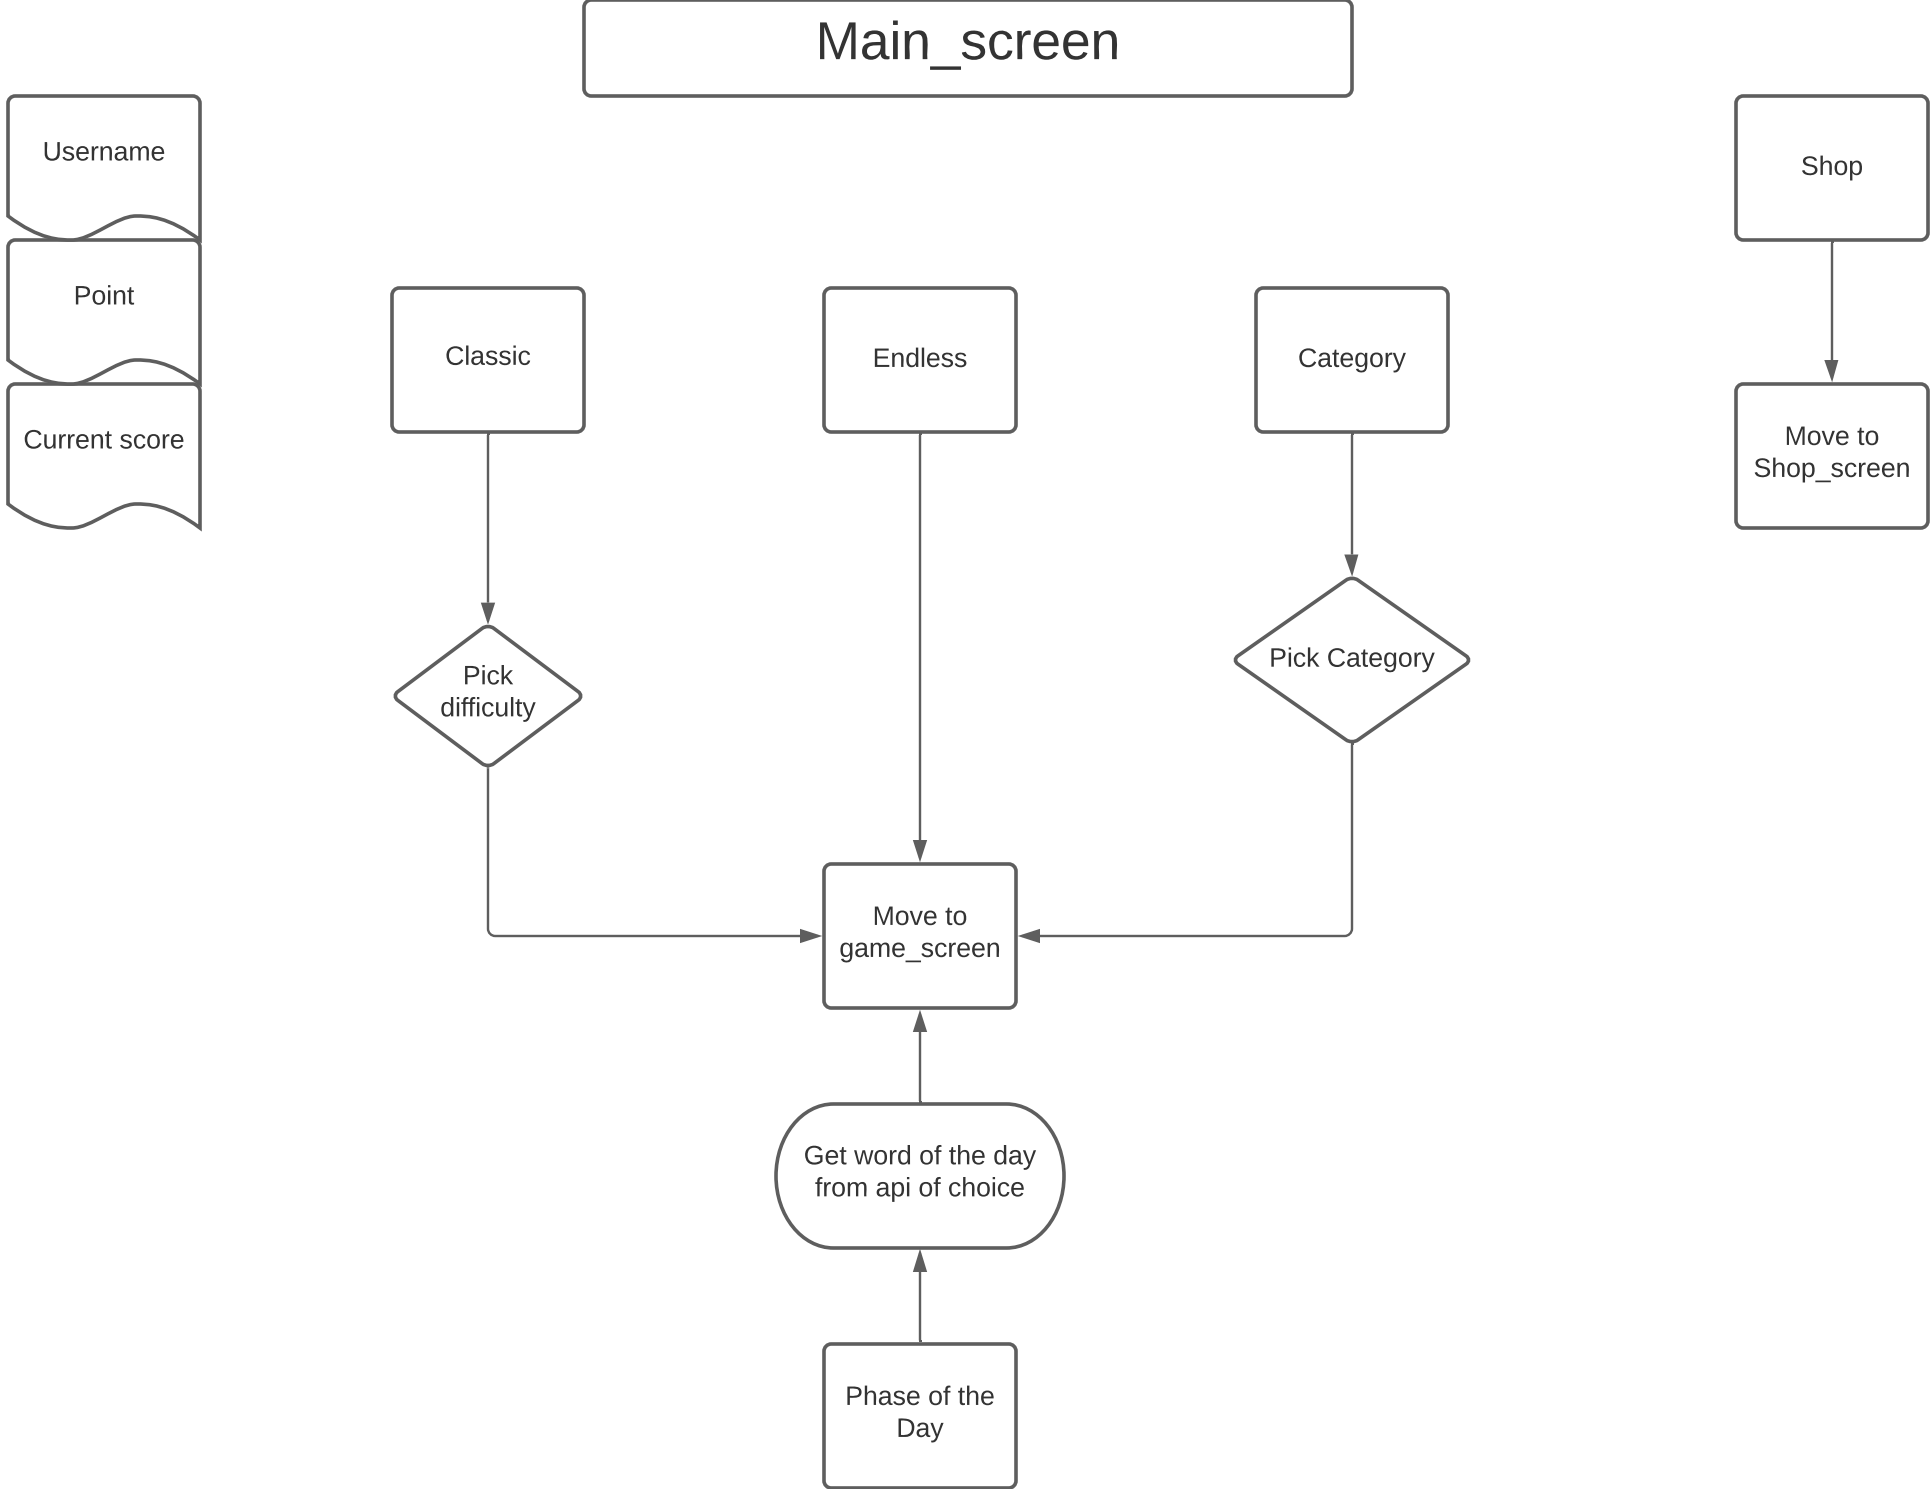 Main_screen
Username
Shop
Point
Classic
Endless
Category
Current score
Move to
Shop_screen
Pick
difficulty
Pick Category
Move to
game_screen
Get word of the day
from api of choice
Phase of the
Day